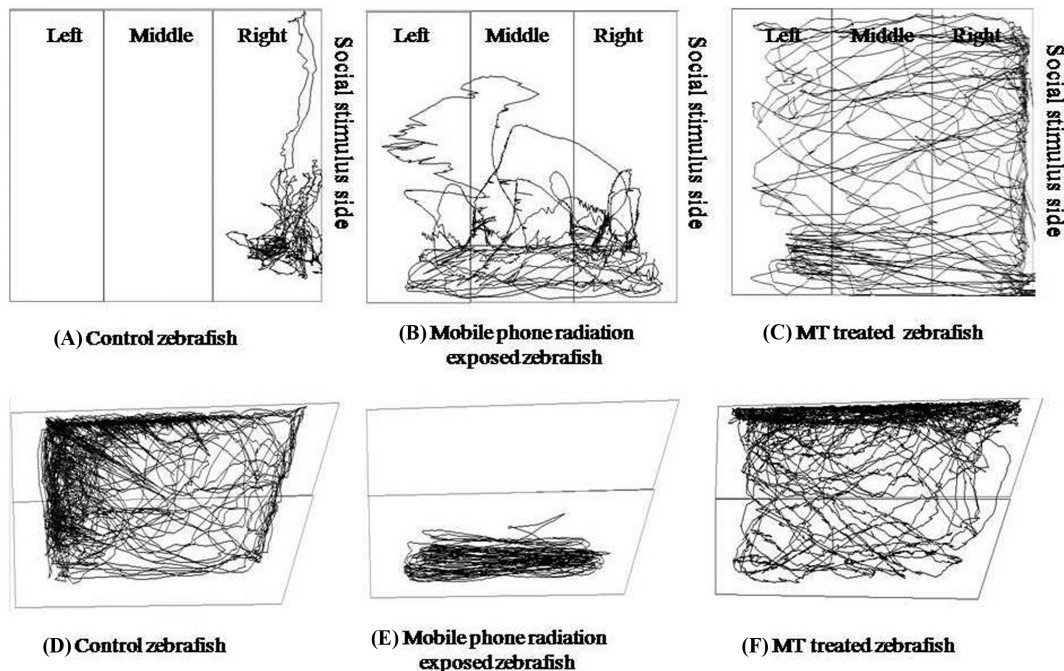 Left Middle Right
Social stimulus side
Left Middle Right
Social stimulus side
Left Middle Right
Social stimulus side
(A) Control zebrafish
(B) Mobile phone radiation
exposed zebrafish
(C) MT treated zebrafish
(D) Control zebrafish
(E) Mobile phone radiation
exposed zebrafish
(F) MT treated zebrafish